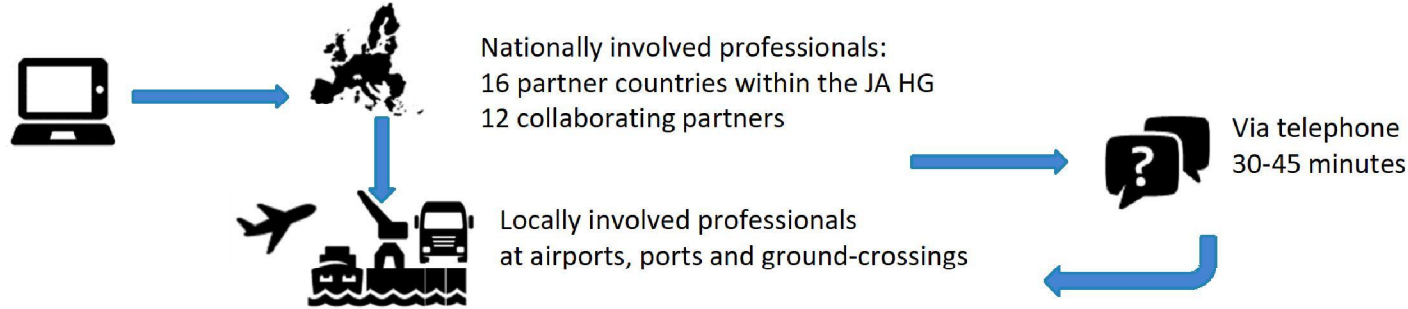 Nationally involved professionals:
16 partner countries within the JA HG
12 collaborating partners
Via telephone
30-45 minutes
?
Locally involved professionals
at airports, ports and ground-crossings